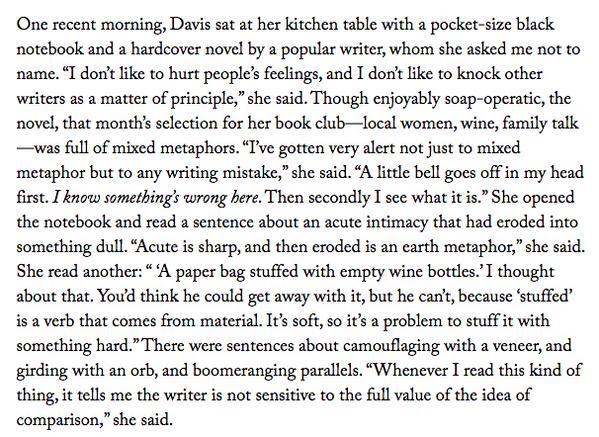 One recent morning, Davis sat at her kitchen table with a pocket-size black
notebook and a hardcover novel by a popular writer, whom she asked me not to
name. “I don’t like to hurt people’s feelings, and I don’t like to knock other
writers as a matter of principle,” she said. Though enjoyably soap-operatic, the
novel, that month’s selection for her book club—local women, wine, family talk
—was full of mixed metaphors. “I’ve gotten very alert not just to mixed
metaphor but to any writing mistake,” she said. “A little bell goes off in my head
first. I know something’s wrong here. Then secondly I see what it is.” She opened
the notebook and read a sentence about an acute intimacy that had eroded into
something dull. “Acute is sharp, and then eroded is an earth metaphor,” she said.
She read another: “ ‘A paper bag stuffed with empty wine bottles.’ I thought
about that. You’d think he could get away with it, but he can’t, because ‘stuffed’
is a verb that comes from material. It’s soft, so it’s a problem to stuff it with
something hard.” There were sentences about camouflaging with a veneer, and
girding with an orb, and boomeranging parallels. “Whenever I read this kind of
thing, it tells me the writer is not sensitive to the full value of the idea of
comparison,” she said.